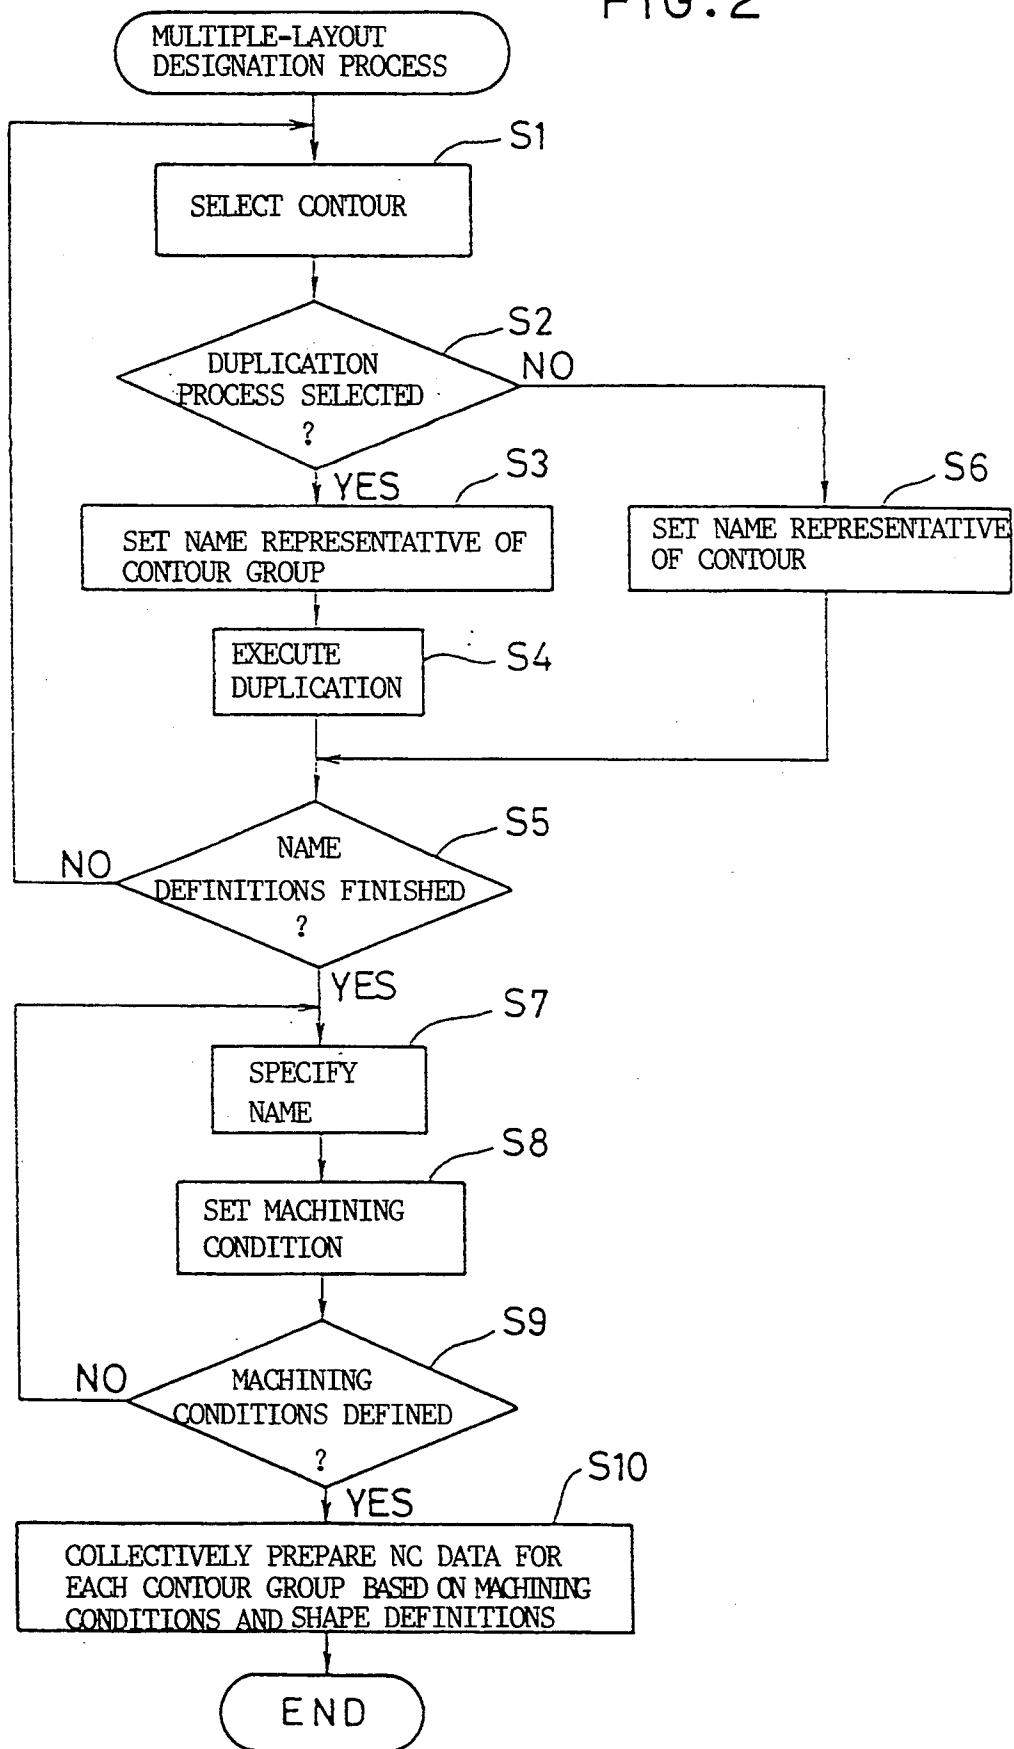 FIG.2
MULTIPLE-LAYOUT
DESIGNATION PROCESS
S1
SELECT CONTOUR
S2
DUPLICATION
PROCESS SELECTED
?
NO
YES
S3
SET NAME REPRESENTATIVE OF
CONTOUR GROUP
S6
SET NAME REPRESENTATIVE
OF CONTOUR
S4
EXECUTE
DUPLICATION
S5
NAME
DEFINITIONS FINISHED
?
NO
YES
S7
SPECIFY
NAME
S8
SET MACHINING
CONDITION
S9
MACHINING
CONDITIONS DEFINED
?
NO
YES
S10
COLLECTIVELY PREPARE NC DATA FOR
EACH CONTOUR GROUP BASED ON MACHINING
CONDITIONS AND SHAPE DEFINITIONS
END